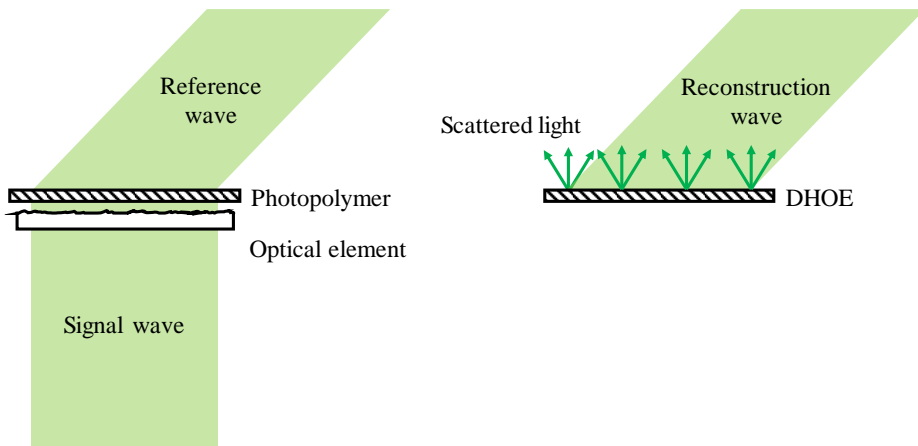 Reference
wave
Photopolymer
Optical element
Signal wave
Reconstruction
wave
Scattered light
DHOE